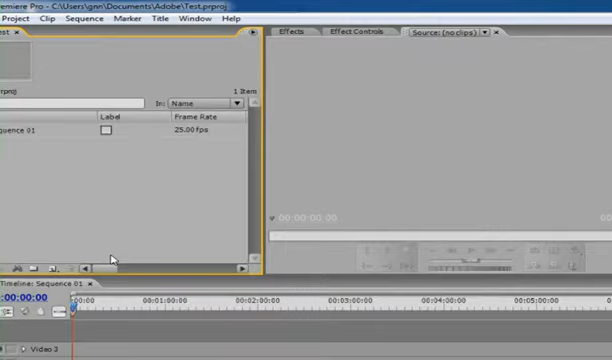 remiere Pro - C:\Users\gnn\Documents\Adobe\Test.prproj
Project Clip Sequence Marker Title Window Help
est × Effects Effect Controls Source: (no clips) ×
rproj 1 Item
In: Name
Label Frame Rate
quence 01 25.00 fps
00:00:00:00 00
Timeline: Sequence 01 ×
:00:00:00 :00:00 00:01:00:00 00:02:00:00 00:03:00:00 00:04:00:00 00:05:00:00
Video 3